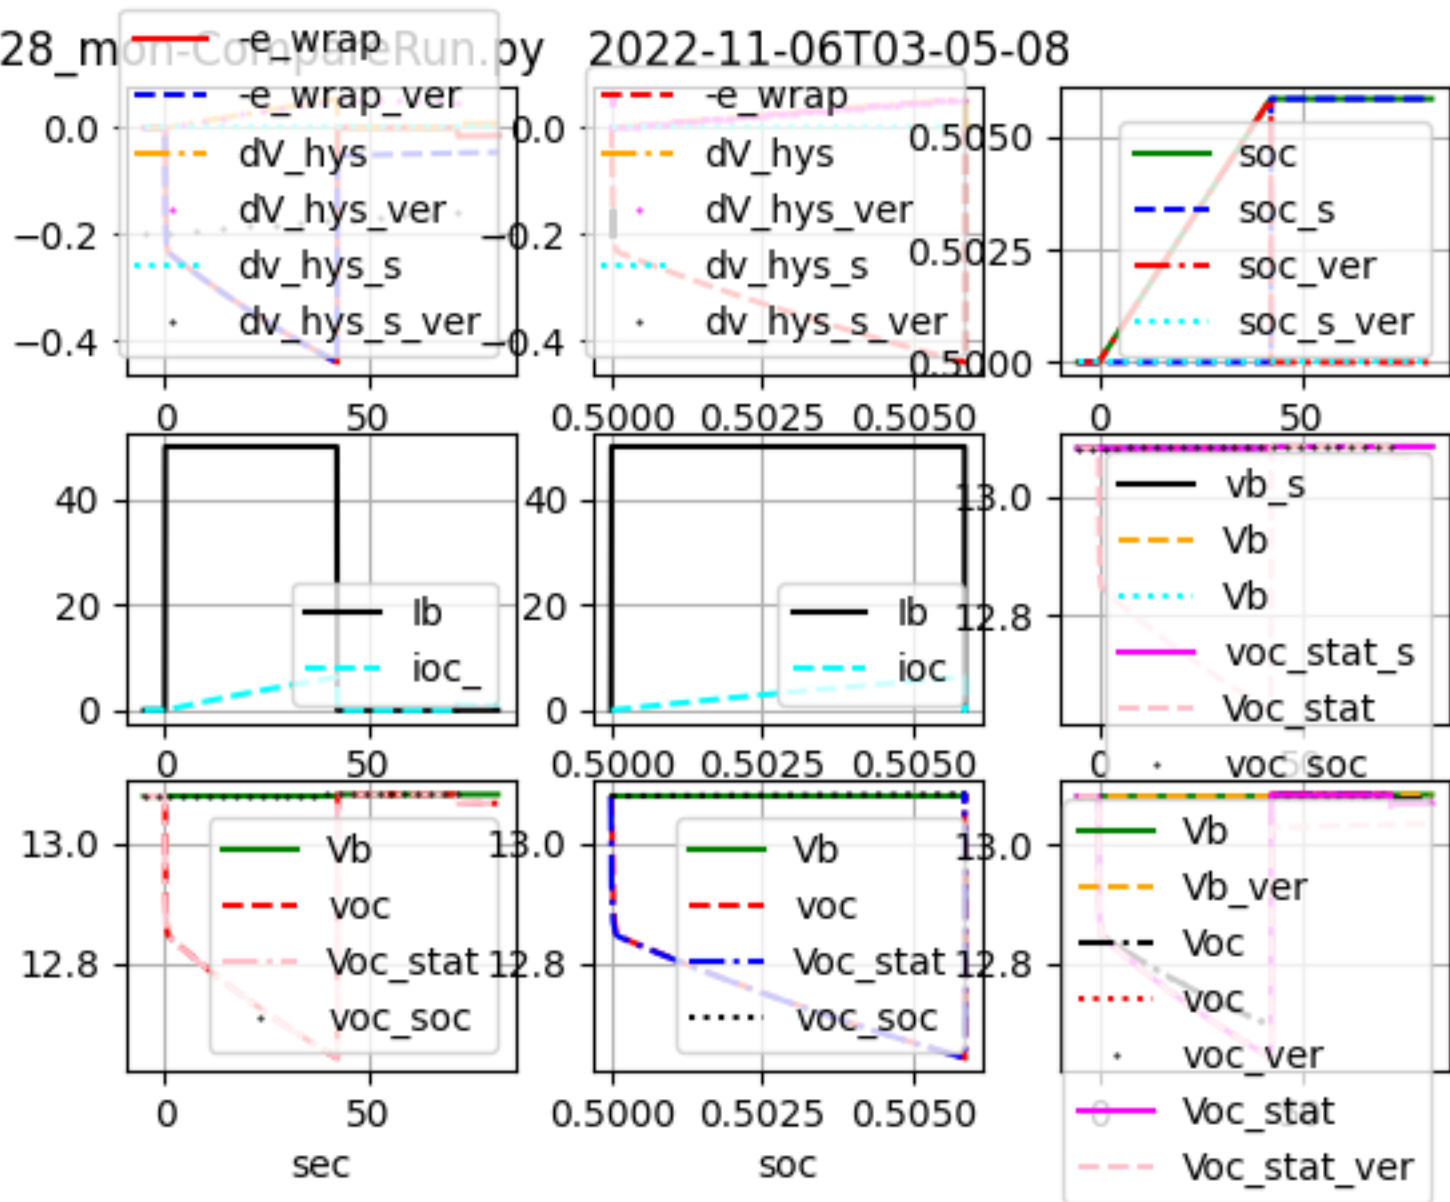 28_mon-CompareRun.py 2022-11-06T03-05-08
-e_wrap
-e_wrap_ver
dV_hys
dV_hys_ver
dv_hys_s
dv_hys_s_ver
0.0
−0.2
−0.4
0
50
-e_wrap
dV_hys
dV_hys_ver
dv_hys_s
dv_hys_s_ver
0.0
−0.2
−0.4
0.5000
0.5025
0.5050
soc
soc_s
soc_ver
soc_s_ver
0.5050
0.5025
0.5000
0
50
Ib
ioc_
40
20
0
0
50
Ib
ioc
40
20
0
0.5000
0.5025
0.5050
vb_s
Vb
Vb
voc_stat_s
Voc_stat
voc_soc
13.0
12.8
0
50
Vb
voc
Voc_stat
voc_soc
13.0
12.8
0
50
sec
Vb
voc
Voc_stat
voc_soc
13.0
12.8
0.5000
0.5025
0.5050
soc
Vb
Vb_ver
Voc
voc
voc_ver
Voc_stat
Voc_stat_ver
13.0
12.8
0
50